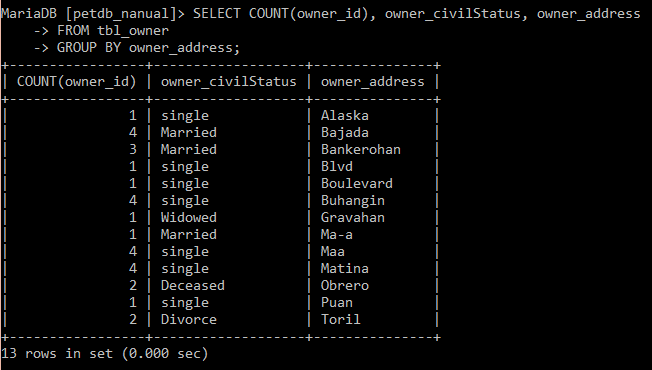 MariaDB [petdb_nanual]> SELECT COUNT(owner_id), owner_civilStatus, owner_address
    -> FROM tbl_owner
    -> GROUP BY owner_address;
+-----------------+-------------------+---------------+
| COUNT(owner_id) | owner_civilStatus | owner_address |
+-----------------+-------------------+---------------+
|               1 | single            | Alaska        |
|               4 | Married           | Bajada        |
|               3 | Married           | Bankerohan    |
|               1 | single            | Blvd          |
|               1 | single            | Boulevard     |
|               4 | single            | Buhangin      |
|               1 | Widowed           | Gravahan      |
|               1 | Married           | Ma-a          |
|               4 | single            | Maa           |
|               4 | single            | Matina        |
|               2 | Deceased          | Obrero        |
|               1 | single            | Puan          |
|               2 | Divorce           | Toril         |
+-----------------+-------------------+---------------+
13 rows in set (0.000 sec)